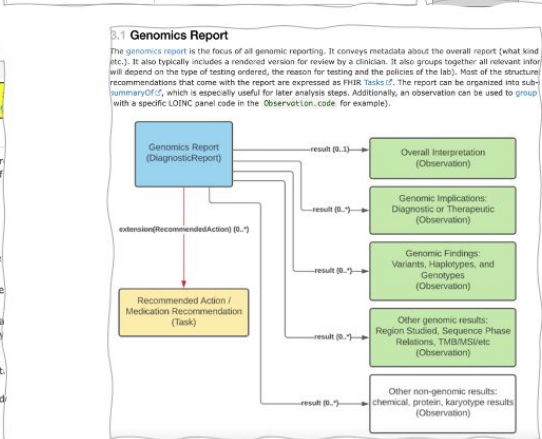 3.1 Genomics Report
The genomics report is the focus of all genomic reporting. It conveys metadata about the overall report (what kind
etc.). It also typically includes a rendered version for review by a clinician. It also groups together all relevant infor
will depend on the type of testing ordered, the reason for testing and the policies of the lab). Most of the structure
recommendations that come with the report are expressed as FHIR Tasks, which The report can be organized into sub-
summaryOf, which is especially useful for later analysis steps. Additionally, an observation can be used to group
with a specific LOINC panel code in the Observation.code for example).
Genomics Report
(DiagnosticReport)
result (0..1)
Overall Interpretation
(Observation)
result (0..*)
Genomic Implications:
Diagnostic or Therapeutic
(Observation)
extension(RecommendedAction) (0..*)
result (0..*)
Genomic Findings:
Variants, Haplotypes, and
Genotypes
(Observation)
Recommended Action /
Medication Recommendation
(Task)
result (0..*)
Other genomic results:
Region Studied, Sequence Phase
Relations, TMB/MSI/etc
(Observation)
result (0..*)
Other non-genomic results:
chemical, protein, karyotype results
(Observation)